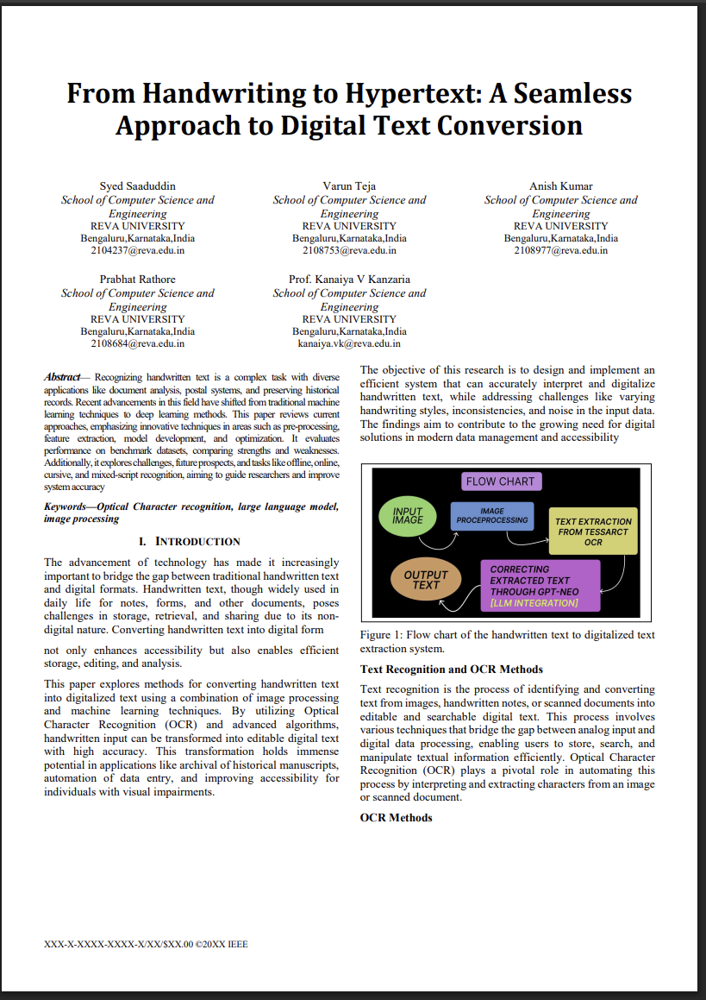 From Handwriting to Hypertext: A Seamless
Approach to Digital Text Conversion
Syed Saaduddin
School of Computer Science and
Engineering
REVA UNIVERSITY
Bengaluru,Karnataka,India
2104237@reva.edu.in
Varun Teja
School of Computer Science and
Engineering
REVA UNIVERSITY
Bengaluru,Karnataka,India
2108753@reva.edu.in
Anish Kumar
School of Computer Science and
Engineering
REVA UNIVERSITY
Bengaluru,Karnataka,India
2108977@reva.edu.in
Prabhat Rathore
School of Computer Science and
Engineering
REVA UNIVERSITY
Bengaluru,Karnataka,India
2108684@reva.edu.in
Prof. Kanaiya V Kanzaria
School of Computer Science and
Engineering
REVA UNIVERSITY
Bengaluru,Karnataka,India
kanaiya.vk@reva.edu.in
Abstract— Recognizing handwritten text is a complex task with diverse
applications like document analysis, postal systems, and preserving historical
records. Recent advancements in this field have shifted from traditional machine
learning techniques to deep learning methods. This paper reviews current
approaches, emphasizing innovative techniques in areas such as pre-processing,
feature extraction, model development, and optimization. It evaluates
performance on benchmark datasets, comparing strengths and weaknesses.
Additionally, it explores challenges, future prospects, and tasks like offline, online,
cursive, and mixed-script recognition, aiming to guide researchers and improve
system accuracy
Keywords—Optical Character recognition, large language model,
image processing
I. INTRODUCTION
The advancement of technology has made it increasingly
important to bridge the gap between traditional handwritten text
and digital formats. Handwritten text, though widely used in
daily life for notes, forms, and other documents, poses
challenges in storage, retrieval, and sharing due to its non-
digital nature. Converting handwritten text into digital form
not only enhances accessibility but also enables efficient
storage, editing, and analysis.
This paper explores methods for converting handwritten text
into digitalized text using a combination of image processing
and machine learning techniques. By utilizing Optical
Character Recognition (OCR) and advanced algorithms,
handwritten input can be transformed into editable digital text
with high accuracy. This transformation holds immense
potential in applications like archival of historical manuscripts,
automation of data entry, and improving accessibility for
individuals with visual impairments.
The objective of this research is to design and implement an
efficient system that can accurately interpret and digitalize
handwritten text, while addressing challenges like varying
handwriting styles, inconsistencies, and noise in the input data.
The findings aim to contribute to the growing need for digital
solutions in modern data management and accessibility
FLOW CHART
INPUT
IMAGE
IMAGE
PROCEPROCESSING
TEXT EXTRACTION
FROM TESSARCT
OCR
OUTPUT
TEXT
CORRECTING
EXTRACTED TEXT
THROUGH GPT-NEO
[LLM INTEGRATION]
Figure 1: Flow chart of the handwritten text to digitalized text
extraction system.
Text Recognition and OCR Methods
Text recognition is the process of identifying and converting
text from images, handwritten notes, or scanned documents into
editable and searchable digital text. This process involves
various techniques that bridge the gap between analog input and
digital data processing, enabling users to store, search, and
manipulate textual information efficiently. Optical Character
Recognition (OCR) plays a pivotal role in automating this
process by interpreting and extracting characters from an image
or scanned document.
OCR Methods
XXX-X-XXXX-XXXX-X/XX/$XX.00 ©20XX IEEE